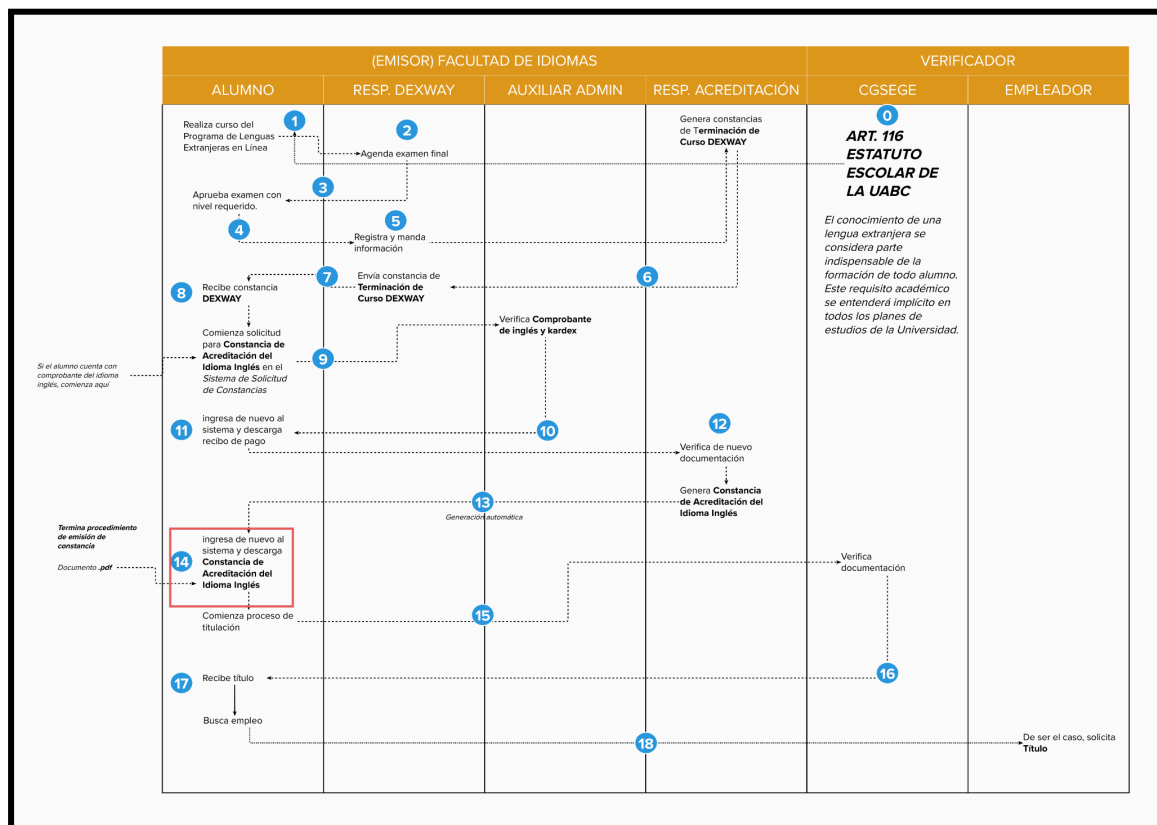 (EMISOR) FACULTAD DE IDIOMAS
VERIFICADOR
ALUMNO
RESP. DEXWAY
AUXILIAR ADMIN
RESP. ACREDITACIÓN
CGSEGE
EMPLEADOR
0
ART. 116
ESTATUTO
ESCOLAR DE
LA UABC
El conocimiento de una
lengua extranjera se
considera parte
indispensable de la
formación de todo alumno.
Este requisito académico
se entenderá implícito en
todos los planes de
estudios de la Universidad.
1
Realiza curso del
Programa de Lenguas
Extranjeras en Línea
2
Agenda examen final
Genera constancias
de Terminación de
Curso DEXWAY
3
Aprueba examen con
nivel requerido.
4
5
Registra y manda
información
6
7
Envía constancia de
Terminación de
Curso DEXWAY
8
Recibe constancia
DEXWAY
Comienza solicitud
para Constancia de
Acreditación del
Idioma Inglés en el
Sistema de Solicitud
de Constancias
Si el alumno cuenta con
comprobante del idioma
inglés, comienza aquí
9
Verifica Comprobante
de inglés y kardex
10
11
ingresa de nuevo al
sistema y descarga
recibo de pago
12
Verifica de nuevo
documentación
Genera Constancia
de Acreditación del
Idioma Inglés
13
Generación automática
Termina procedimiento
de emisión de
constancia
Documento .pdf
14
ingresa de nuevo al
sistema y descarga
Constancia de
Acreditación del
Idioma Inglés
Comienza proceso de
titulación
15
Verifica
documentación
16
17
Recibe título
Busca empleo
18
De ser el caso, solicita
Título